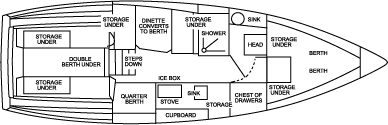 STORAGE
UNDER
DOUBLE
BERTH UNDER
STORAGE
UNDER
STORAGE
UNDER
STEPS
DOWN
QUARTER
BERTH
DINETTE
CONVERTS
TO BERTH
STORAGE
UNDER
SHOWER
SINK
HEAD
ICE BOX
STOVE
SINK
CUPBOARD
STORAGE
CHEST OF
DRAWERS
STORAGE
UNDER
BERTH
BERTH
STORAGE
UNDER